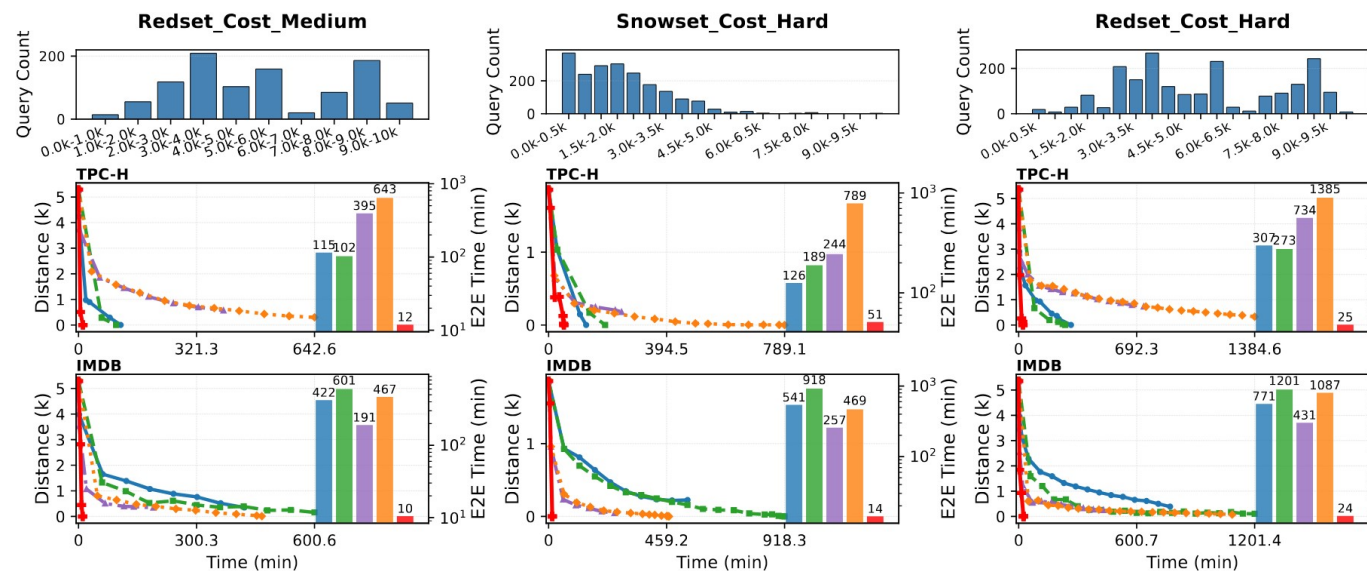 Redset_Cost_Medium
Query Count
200
0
0.0k-1.0k
1.0k-2.0k
2.0k-3.0k
3.0k-4.0k
4.0k-5.0k
5.0k-6.0k
6.0k-7.0k
7.0k-8.0k
8.0k-9.0k
9.0k-10k
Snowset_Cost_Hard
Query Count
200
0
0.0k-0.5k
1.5k-2.0k
3.0k-3.5k
4.5k-5.0k
6.0k-6.5k
7.5k-8.0k
9.0k-9.5k
Redset_Cost_Hard
Query Count
200
0
0.0k-0.5k
1.5k-2.0k
3.0k-3.5k
4.5k-5.0k
6.0k-6.5k
7.5k-8.0k
9.0k-9.5k
TPC-H
Distance (k)
5
4
3
2
1
0
115
102
395
643
12
10³
10²
10¹
E2E Time (min)
0 321.3 642.6
TPC-H
Distance (k)
1
0
126
189
244
789
51
10³
10²
E2E Time (min)
0 394.5 789.1
TPC-H
Distance (k)
5
4
3
2
1
0
307
273
734
1385
25
0 692.3 1384.6
IMDB
Distance (k)
5
4
3
2
1
0
422
601
191
467
10
10²
10¹
E2E Time (min)
0 300.3 600.6
Time (min)
IMDB
Distance (k)
1
0
541
918
257
469
14
10³
10²
E2E Time (min)
0 459.2 918.3
Time (min)
IMDB
Distance (k)
5
4
3
2
1
0
771
1201
431
1087
24
0 600.7 1201.4
Time (min)